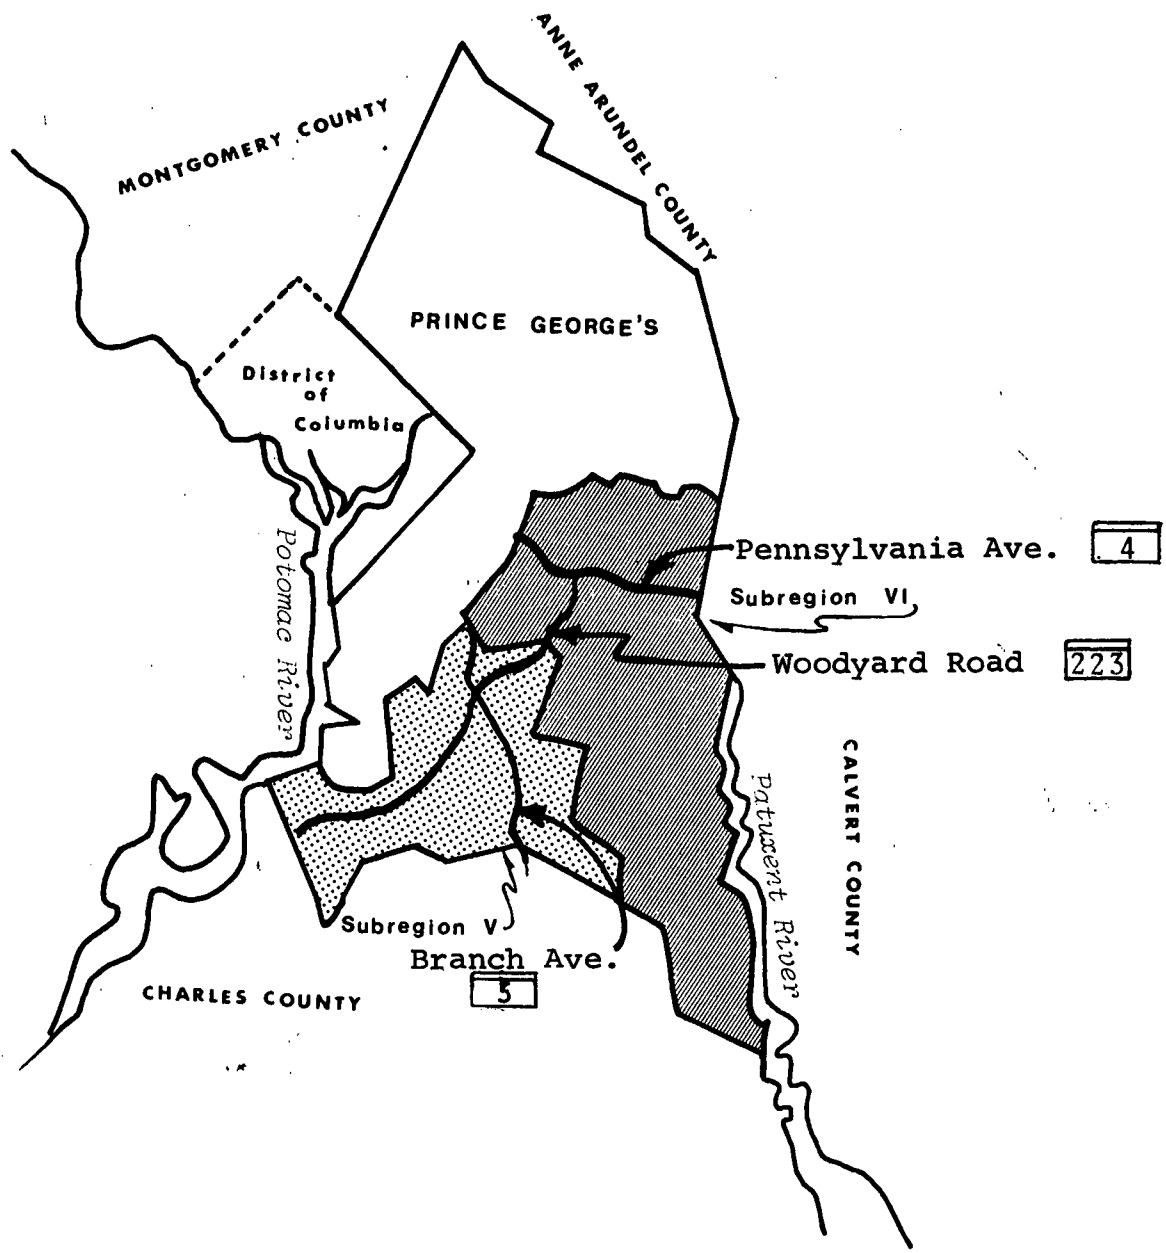 ANNE ARUNDEL COUNTY
MONTGOMERY COUNTY
PRINCE GEORGE'S
District
of
Columbia
Potomac River
Pennsylvania Ave. 4
Subregion VI
Woodyard Road 223
CALVERT COUNTY
Patuxent River
Subregion V
Branch Ave.
5
CHARLES COUNTY